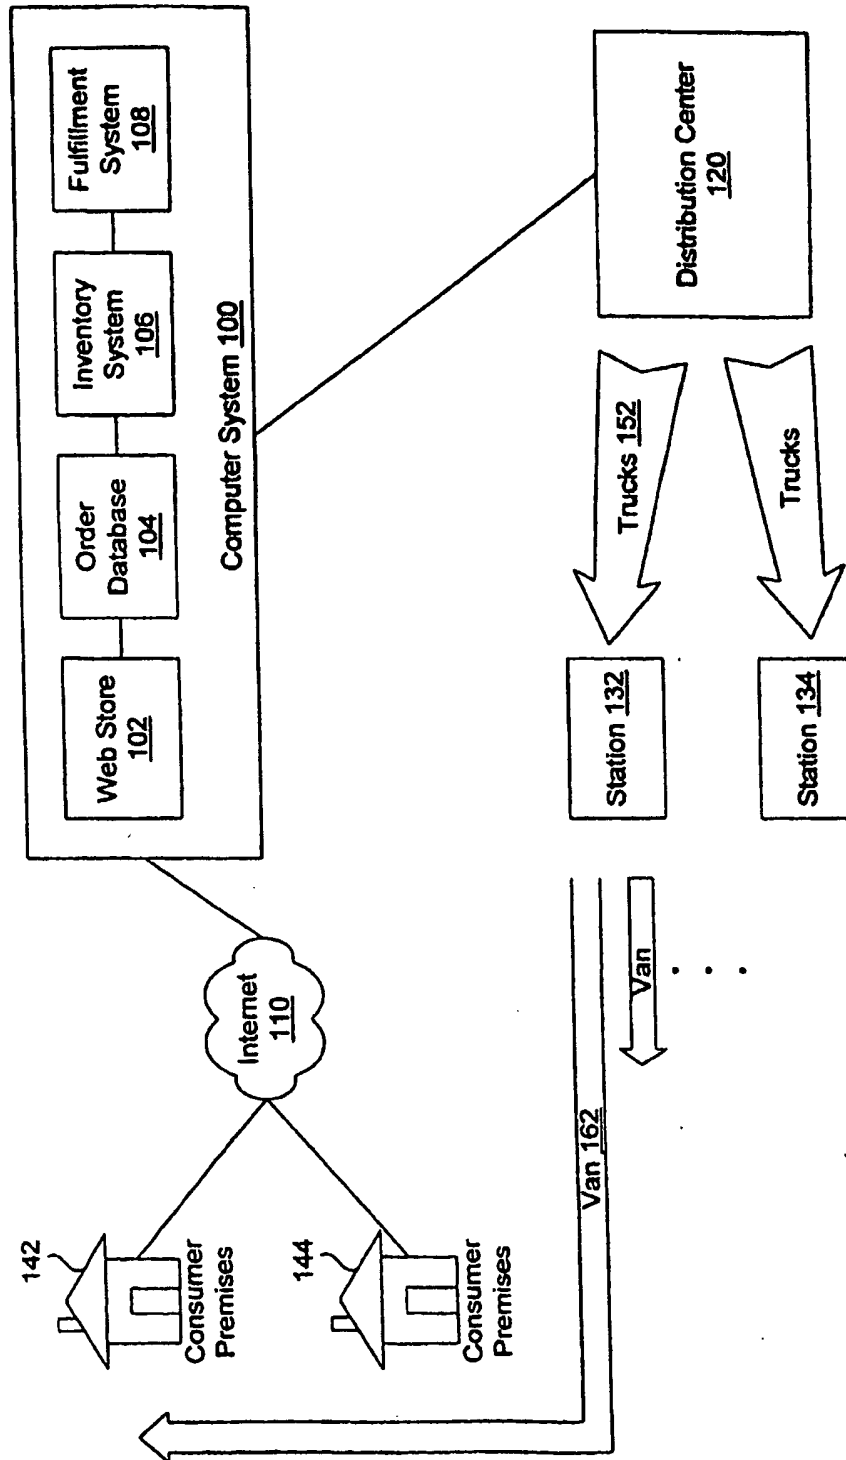 Web Store
102
Order
Database
104
Inventory
System
106
Fulfillment
System
108
Computer System 100
Internet
110
142
Consumer
Premises
144
Consumer
Premises
Distribution Center
120
Trucks 152
Trucks
Station 132
Station 134
Van
Van 162